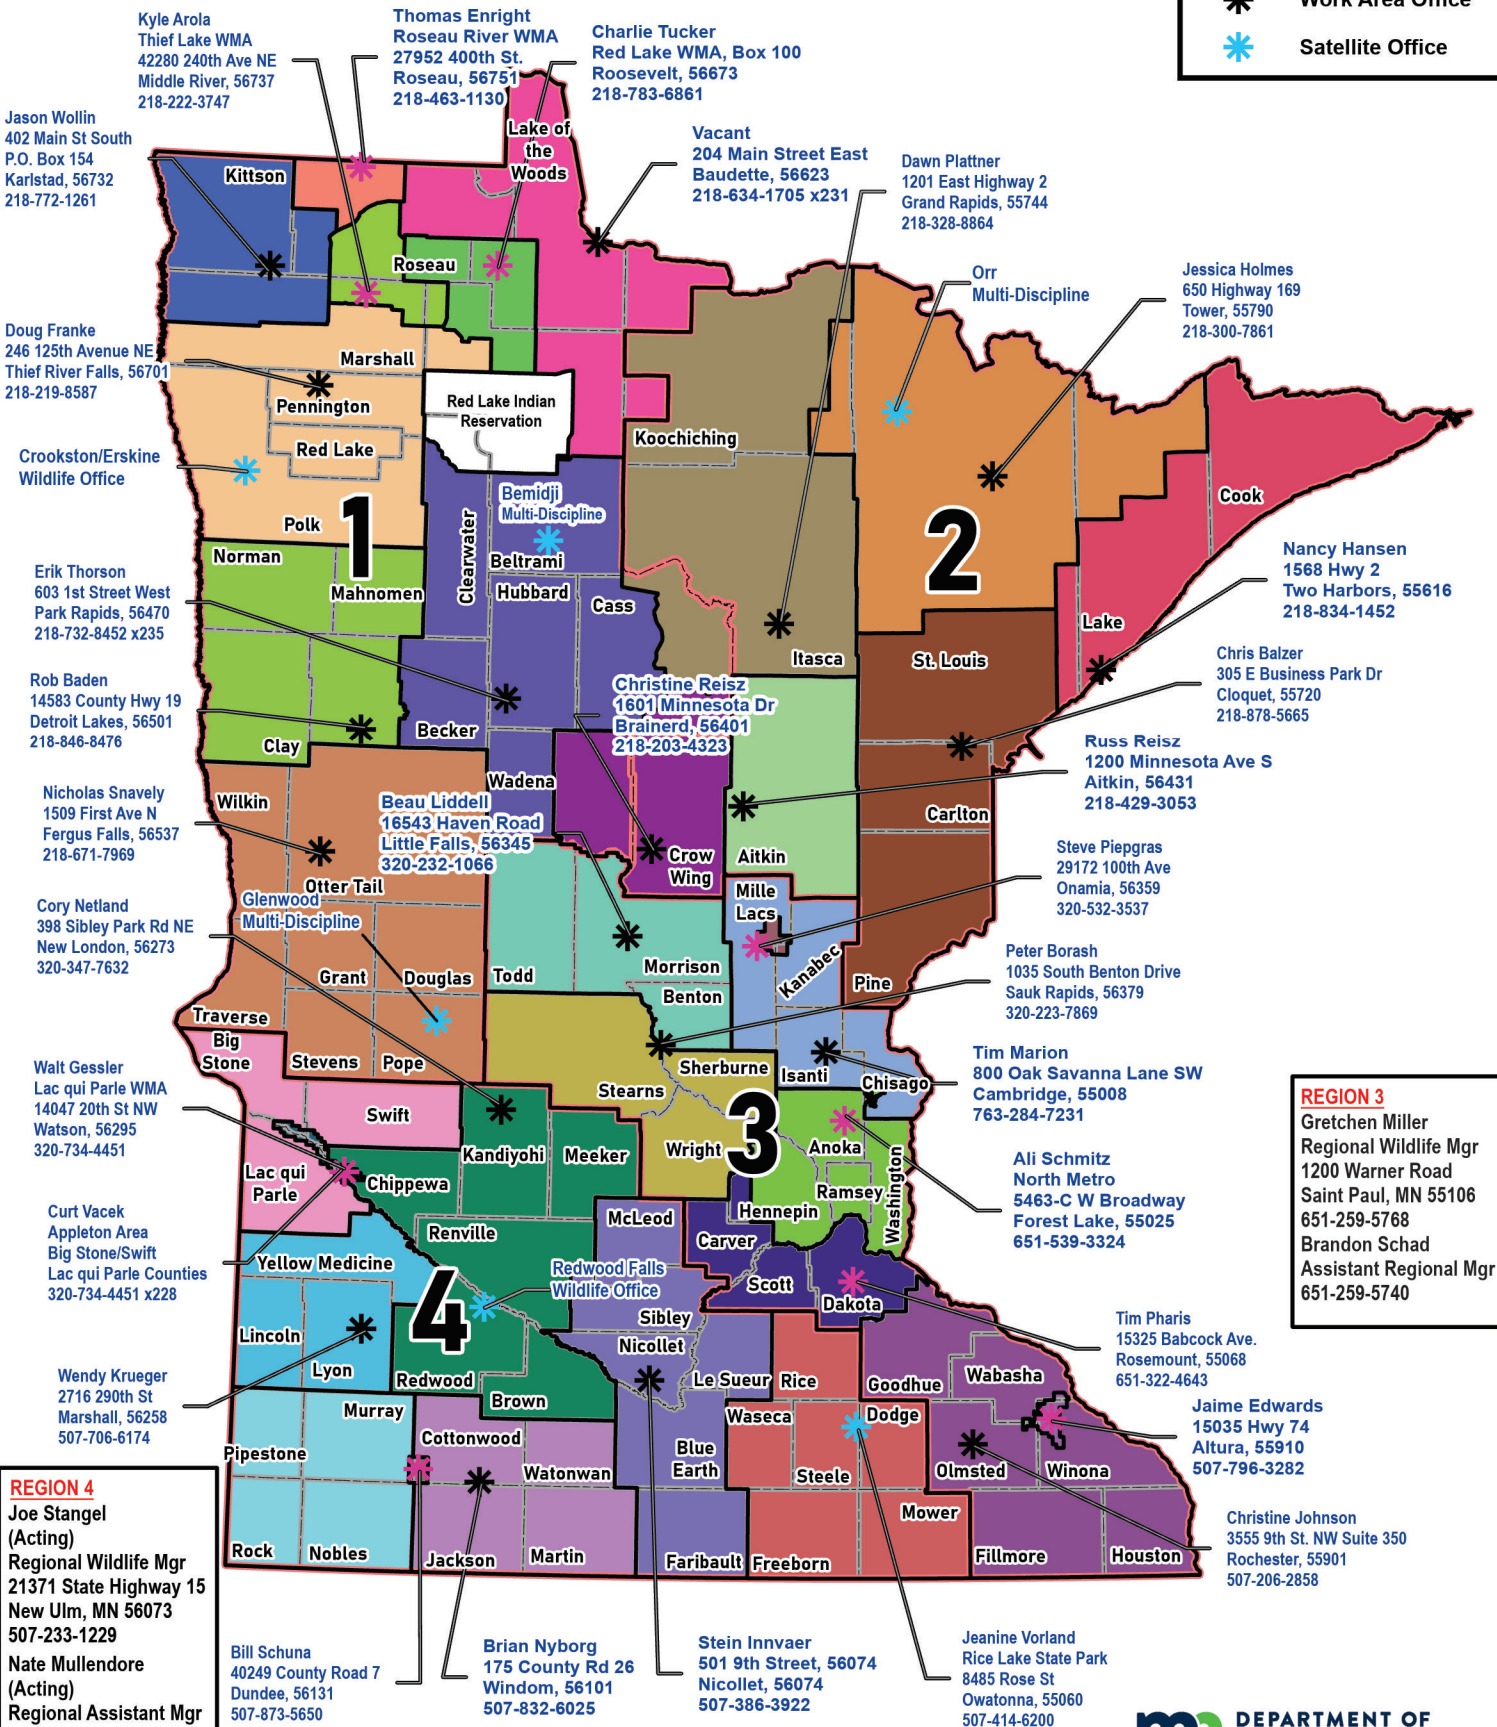 Work Area Office
Satellite Office
Kyle Arola
Thief Lake WMA
42280 240th Ave NE
Middle River, 56737
218-222-3747
Thomas Enright
Roseau River WMA
27952 400th St.
Roseau, 56751
218-463-1130
Charlie Tucker
Red Lake WMA, Box 100
Roosevelt, 56673
218-783-6861
Jason Wollin
402 Main St South
P.O. Box 154
Karlstad, 56732
218-772-1261
Vacant
204 Main Street East
Baudette, 56623
218-634-1705 x231
Dawn Plattner
1201 East Highway 2
Grand Rapids, 55744
218-328-8864
Orr
Multi-Discipline
Jessica Holmes
650 Highway 169
Tower, 55790
218-300-7861
Doug Franke
246 125th Avenue NE
Thief River Falls, 56701
218-219-8587
Crookston/Erskine
Wildlife Office
Erik Thorson
603 1st Street West
Park Rapids, 56470
218-732-8452 x235
Rob Baden
14583 County Hwy 19
Detroit Lakes, 56501
218-846-8476
Nicholas Snavely
1509 First Ave N
Fergus Falls, 56537
218-671-7969
Cory Netland
398 Sibley Park Rd NE
New London, 56273
320-347-7632
Walt Gessler
Lac qui Parle WMA
14047 20th St NW
Watson, 56295
320-734-4451
Curt Vacek
Appleton Area
Big Stone/Swift
Lac qui Parle Counties
320-734-4451 x228
Wendy Krueger
2716 290th St
Marshall, 56258
507-706-6174
Nancy Hansen
1568 Hwy 2
Two Harbors, 55616
218-834-1452
Chris Balzer
305 E Business Park Dr
Cloquet, 55720
218-878-5665
Russ Reisz
1200 Minnesota Ave S
Aitkin, 56431
218-429-3053
Steve Piepgras
29172 100th Ave
Onamia, 56359
320-532-3537
Peter Borash
1035 South Benton Drive
Sauk Rapids, 56379
320-223-7869
Tim Marion
800 Oak Savanna Lane SW
Cambridge, 55008
763-284-7231
Ali Schmitz
North Metro
5463-C W Broadway
Forest Lake, 55025
651-539-3324
REGION 3
Gretchen Miller
Regional Wildlife Mgr
1200 Warner Road
Saint Paul, MN 55106
651-259-5768
Brandon Schad
Assistant Regional Mgr
651-259-5740
Tim Pharis
15325 Babcock Ave.
Rosemount, 55068
651-322-4643
Jaime Edwards
15035 Hwy 74
Altura, 55910
507-796-3282
Christine Johnson
3555 9th St. NW Suite 350
Rochester, 55901
507-206-2858
Lake of
the
Woods
Kittson
Roseau
Marshall
Pennington
Red Lake
Red Lake Indian
Reservation
Koochiching
Cook
Polk
1
Clearwater
Bemidji
Multi-Discipline
Beltrami
2
Norman
Mahnomen
Hubbard
Cass
Lake
Itasca
St. Louis
Christine Reisz
1601 Minnesota Dr
Brainerd, 56401
218-203-4323
Becker
Clay
Wadena
Wilkin
Beau Liddell
16543 Haven Road
Little Falls, 56345
320-232-1066
Carlton
Crow
Wing
Aitkin
Otter Tail
Glenwood
Multi-Discipline
Mille
Lacs
Kanabec
Grant
Douglas
Todd
Morrison
Benton
Pine
Traverse
Big
Stone
Stevens
Pope
Stearns
Sherburne
Isanti
Chisago
Swift
3
Wright
Anoka
Kandiyohi
Meeker
Lac qui
Parle
Chippewa
Ramsey
Washington
Hennepin
McLeod
Renville
Carver
Yellow Medicine
Redwood Falls
Wildlife Office
Scott
Dakota
4
Sibley
Lincoln
Lyon
Nicollet
Redwood
Le Sueur
Rice
Goodhue
Wabasha
Brown
Murray
Waseca
Dodge
Cottonwood
Pipestone
Blue
Earth
Watonwan
Steele
Olmsted
Winona
Mower
Rock
Nobles
Jackson
Martin
Faribault
Freeborn
Fillmore
Houston
REGION 4
Joe Stangel
(Acting)
Regional Wildlife Mgr
21371 State Highway 15
New Ulm, MN 56073
507-233-1229
Nate Mullendore
(Acting)
Regional Assistant Mgr
Bill Schuna
40249 County Road 7
Dundee, 56131
507-873-5650
Brian Nyborg
175 County Rd 26
Windom, 56101
507-832-6025
Stein Innvaer
501 9th Street, 56074
Nicollet, 56074
507-386-3922
Jeanine Vorland
Rice Lake State Park
8485 Rose St
Owatonna, 55060
507-414-6200
DEPARTMENT OF